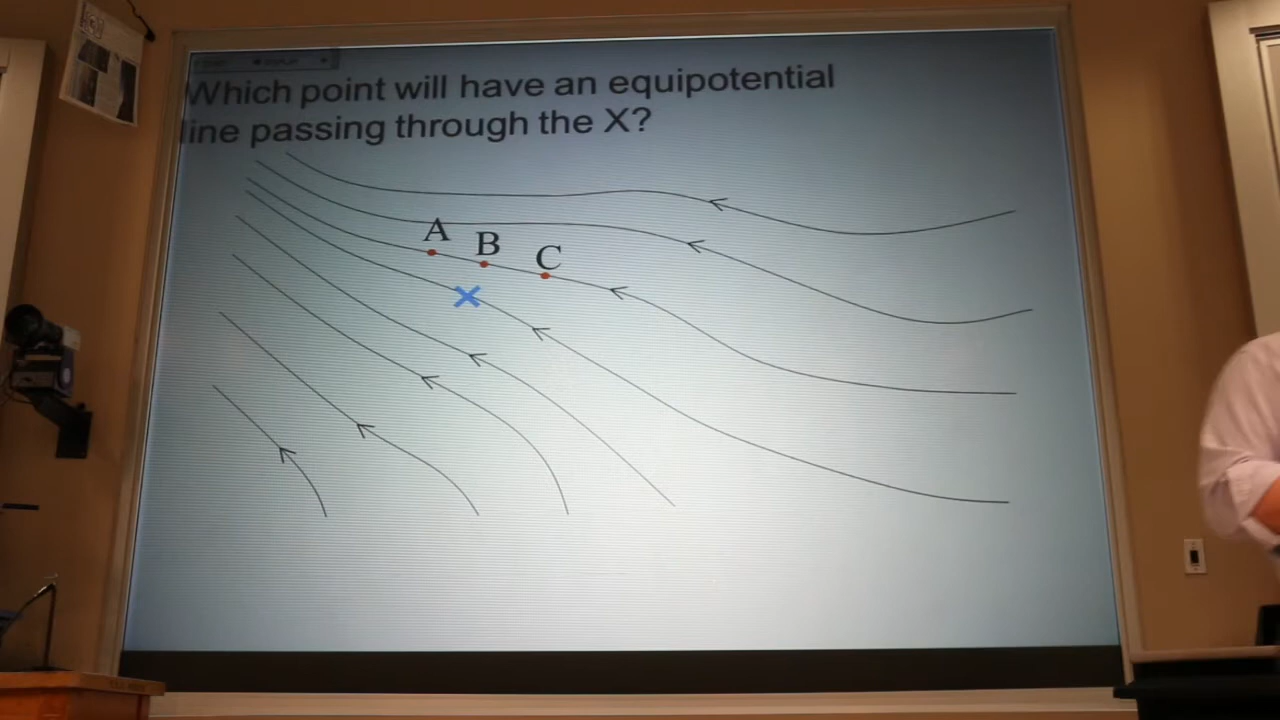 Which point will have an equipotential
line passing through the X?
A
B
C